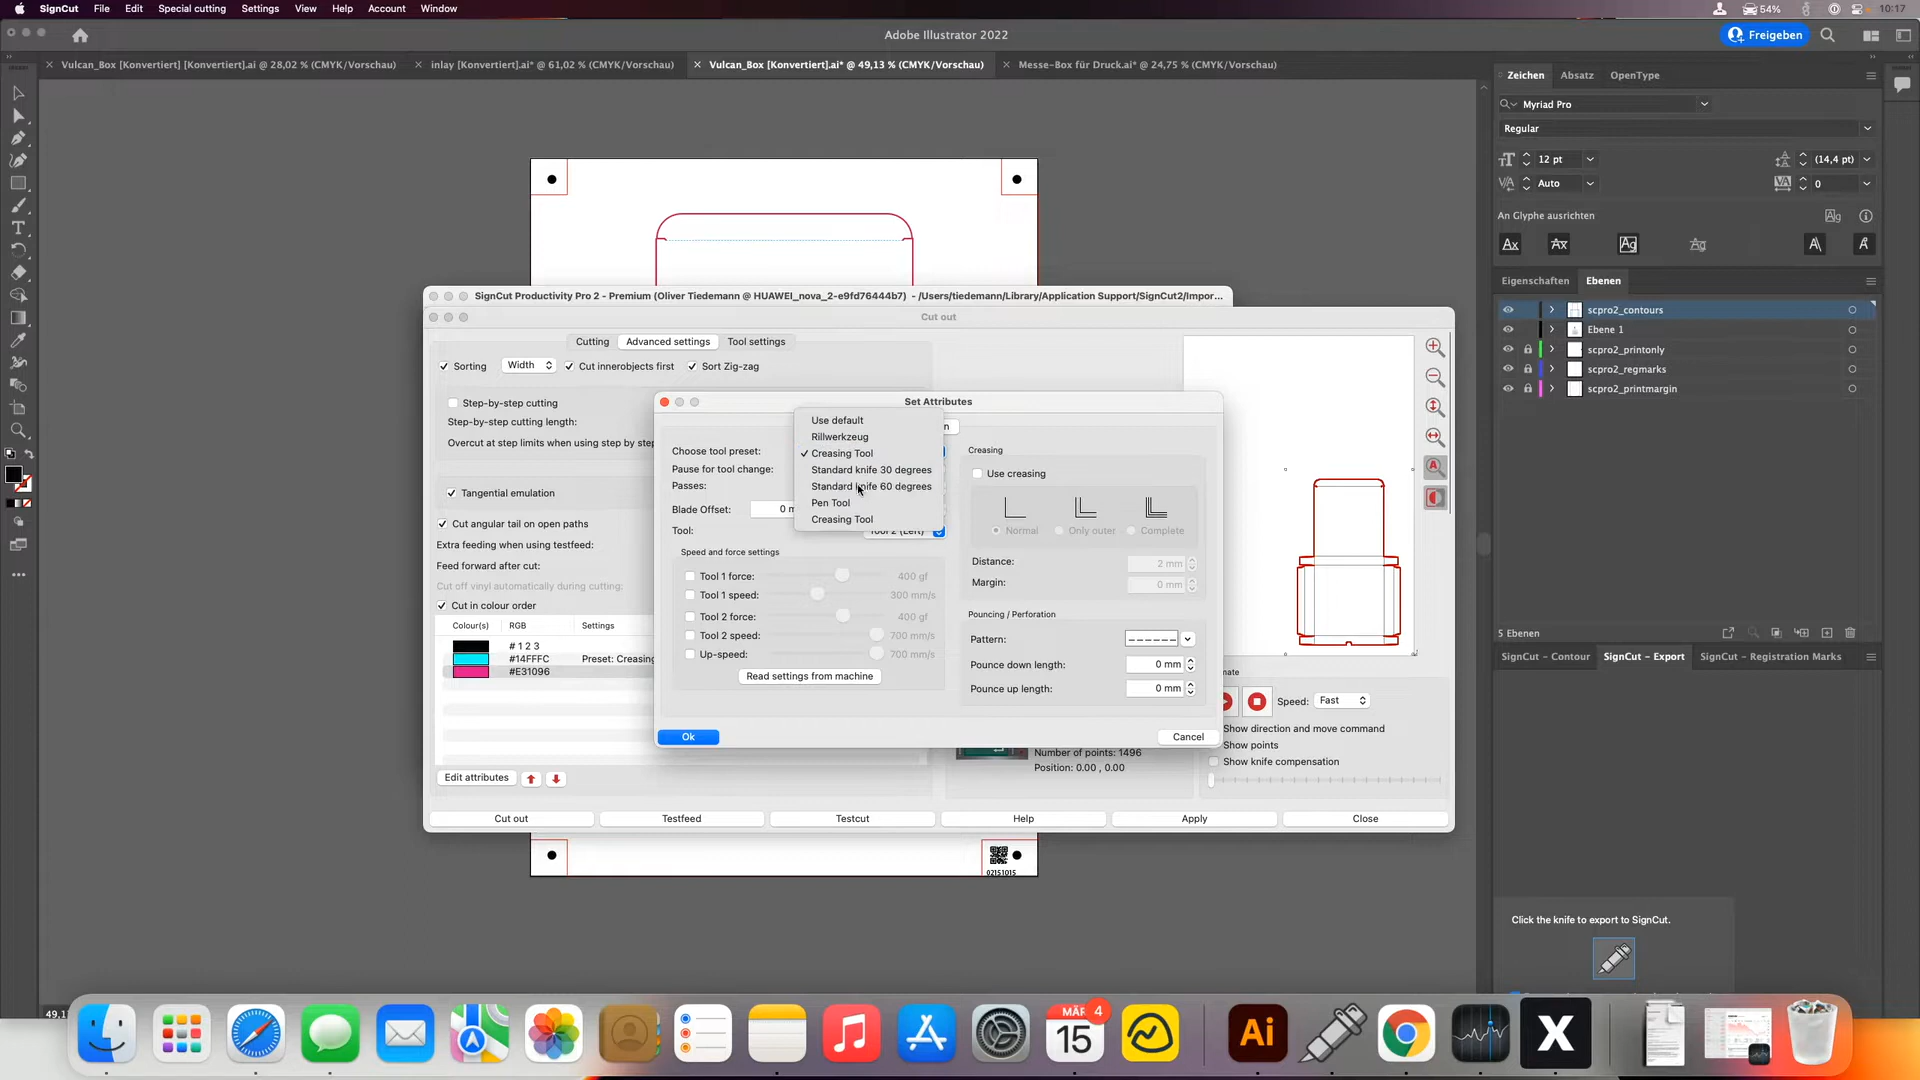 SignCut File Edit Special cutting Settings View Help Account Window 54% 10:17
Adobe Illustrator 2022 Freigeben
Vulcan_Box [Konvertiert] [Konvertiert].ai @ 28,02 % (CMYK/Vorschau) inlay [Konvertiert].ai* @ 61,02 % (CMYK/Vorschau) Vulcan_Box [Konvertiert].ai* @ 49,13 % (CMYK/Vorschau) Messe-Box für Druck.ai* @ 24,75 % (CMYK/Vorschau)
Zeichen Absatz OpenType
Myriad Pro
Regular
12 pt (14,4 pt)
Auto 0
An Glyphe ausrichten
Eigenschaften Ebenen
scpro2_contours
Ebene 1
scpro2_printonly
scpro2_regmarks
scpro2_printmargin
5 Ebenen
SignCut - Contour SignCut - Export SignCut - Registration Marks
Click the knife to export to SignCut.
SignCut Productivity Pro 2 - Premium (Oliver Tiedemann @ HUAWEI_nova_2-e9fd76444b7) - /Users/tiedemann/Library/Application Support/SignCut2/Impor...
Cut out
Cutting Advanced settings Tool settings
Sorting Width Cut innerobjects first Sort Zig-zag
Step-by-step cutting
Step-by-step cutting length:
Overcut at step limits when using step by step
Tangential emulation
Cut angular tail on open paths
Extra feeding when using testfeed:
Feed forward after cut:
Cut off vinyl automatically during cutting:
Cut in colour order
Colour(s) RGB Settings
# 1 2 3
#14FFFC Preset: Creasing
#E31096
Edit attributes
Set Attributes
Choose tool preset:
Pause for tool change:
Passes:
Blade Offset: 0 m
Tool: Tool 2 (Left)
Use default
Rillwerkzeug
✓ Creasing Tool
Standard knife 30 degrees
Standard knife 60 degrees
Pen Tool
Creasing Tool
Speed and force settings
Tool 1 force: 400 gf
Tool 1 speed: 300 mm/s
Tool 2 force: 400 gf
Tool 2 speed: 700 mm/s
Up-speed: 700 mm/s
Read settings from machine
Creasing
Use creasing
Normal Only outer Complete
Distance: 2 mm
Margin: 0 mm
Pouncing / Perforation
Pattern:
Pounce down length: 0 mm
Pounce up length: 0 mm
Ok Cancel
Number of points: 1496
Position: 0.00 , 0.00
Speed: Fast
Show direction and move command
Show points
Show knife compensation
Cut out Testfeed Testcut Help Apply Close
02151015
MÄR 4
15
Ai